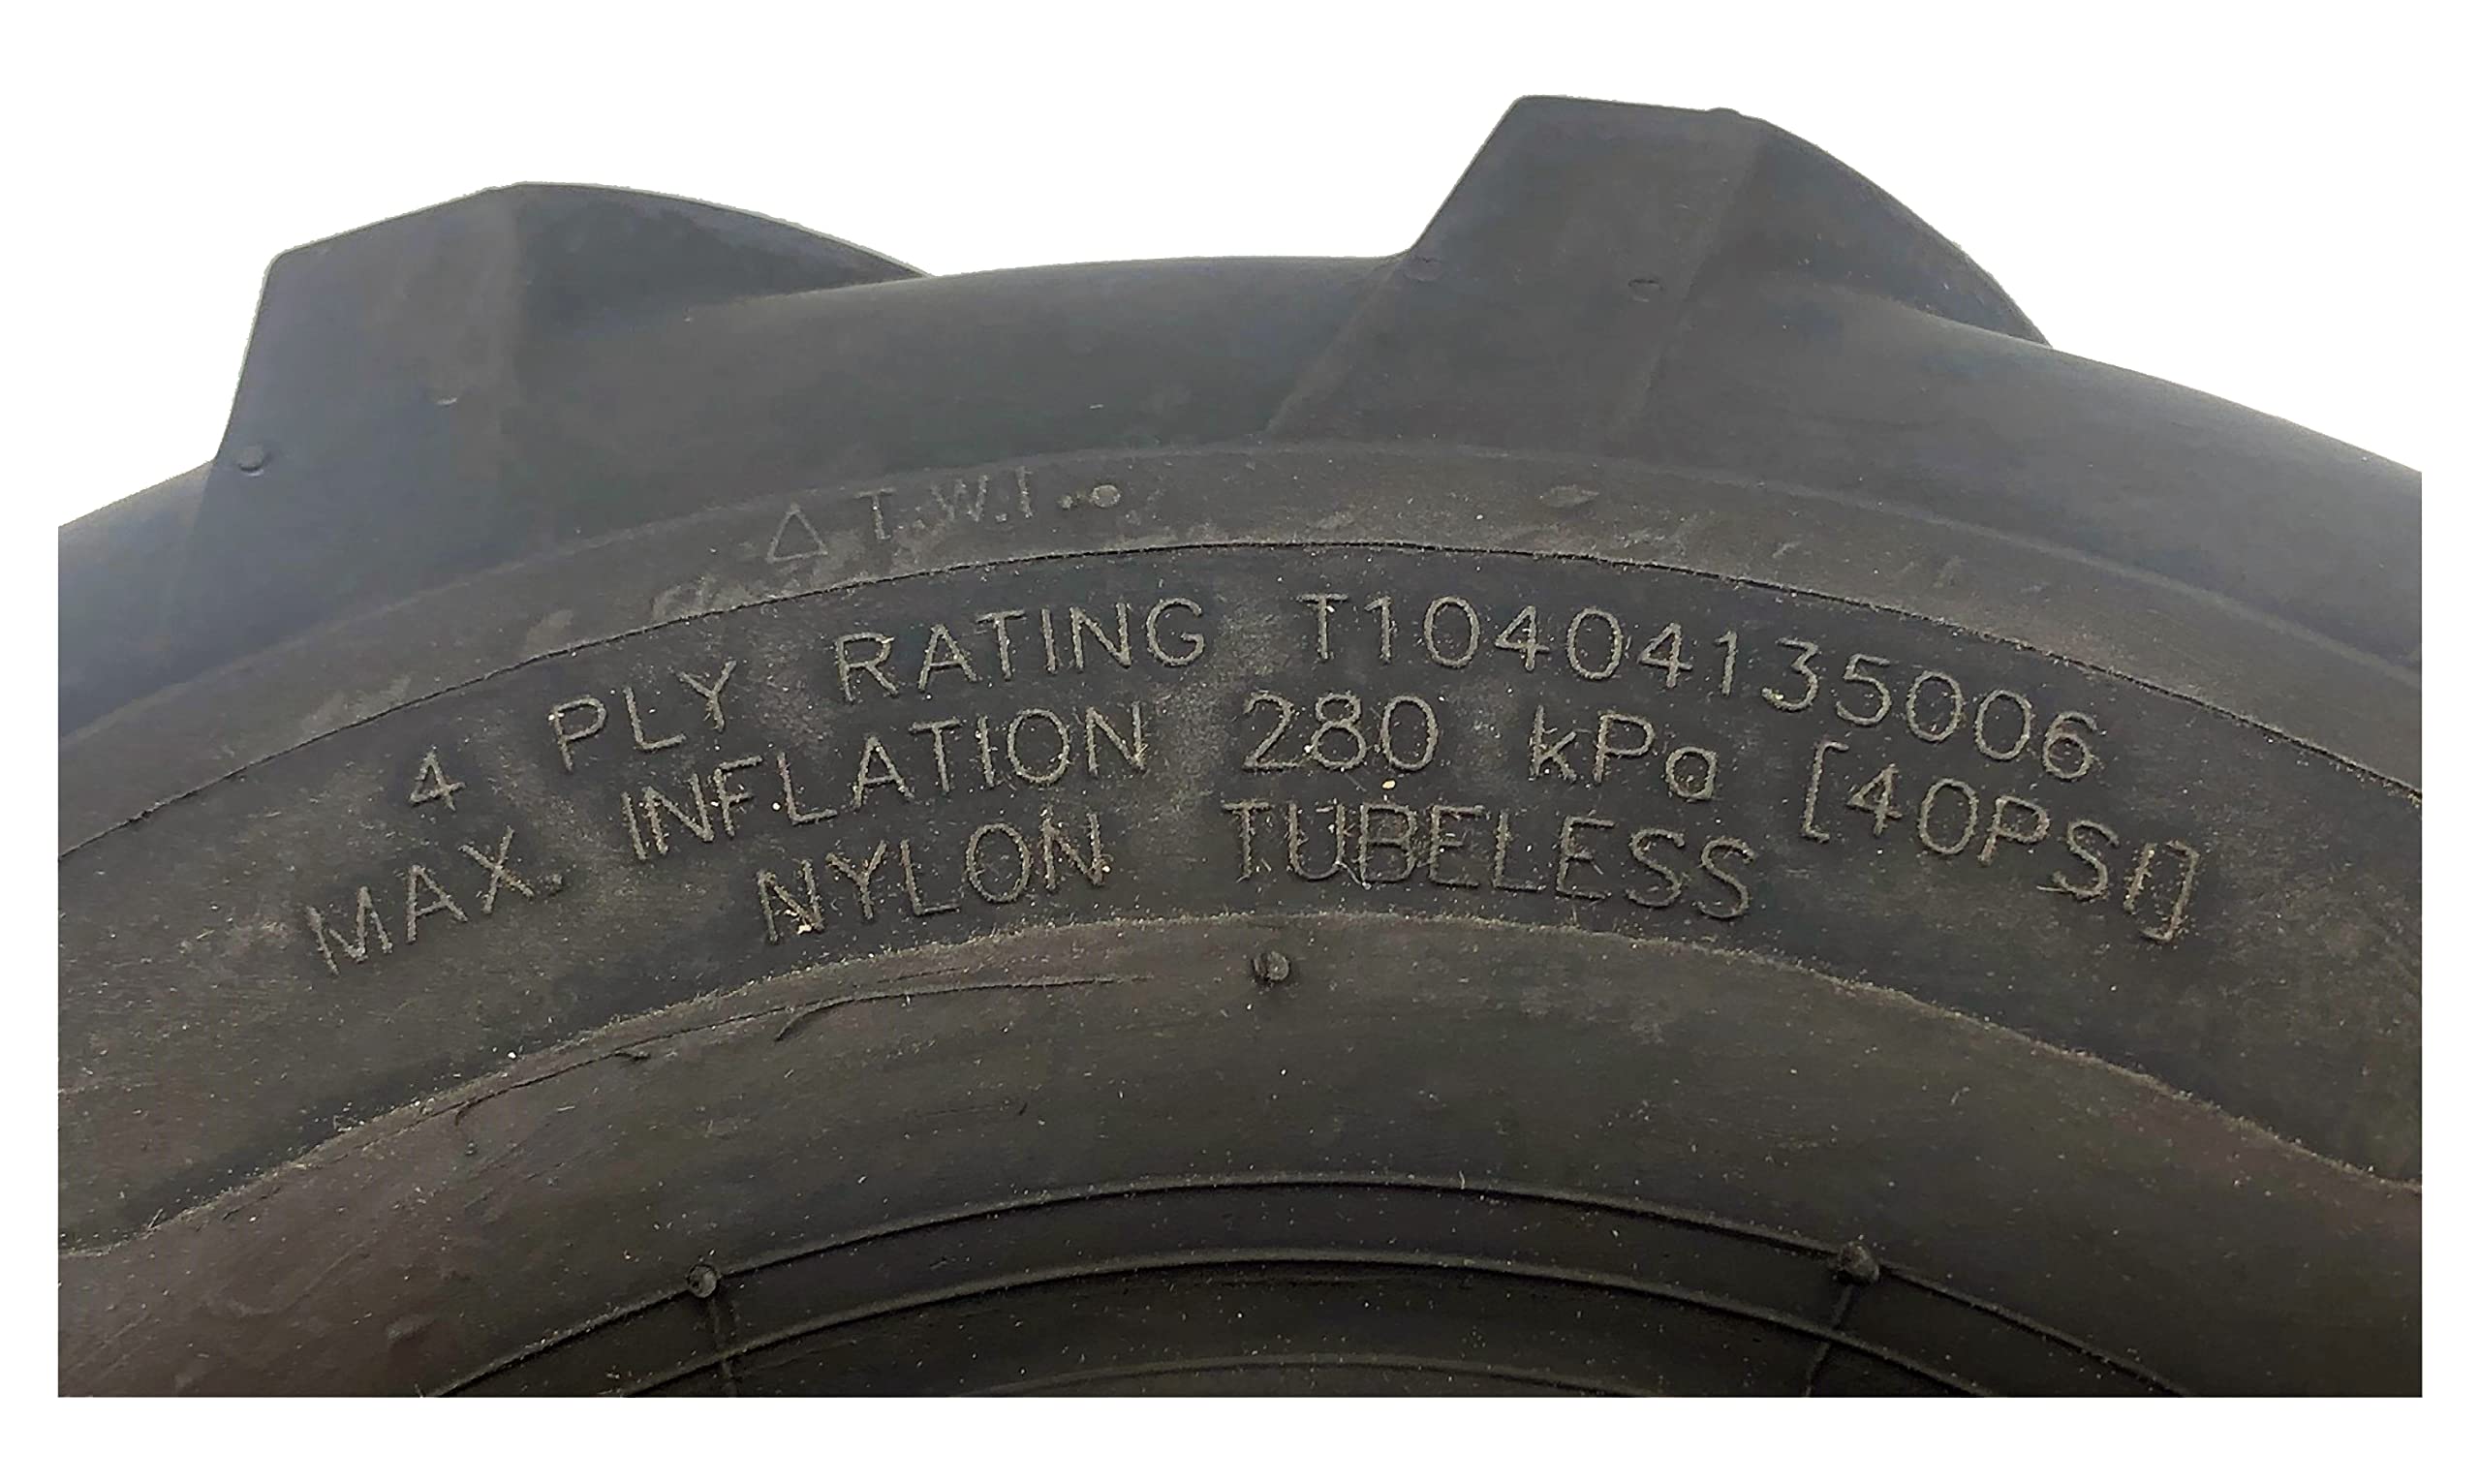 △ T.W.I
4 PLY RATING T10404135006
MAX. INFLATION 280 kPa [40PSI]
NYLON TUBELESS